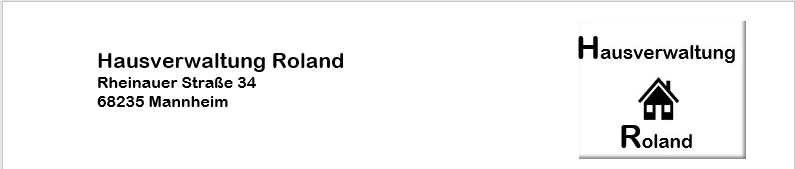 Hausverwaltung Roland
Rheinauer Straße 34
68235 Mannheim
Hausverwaltung
Roland